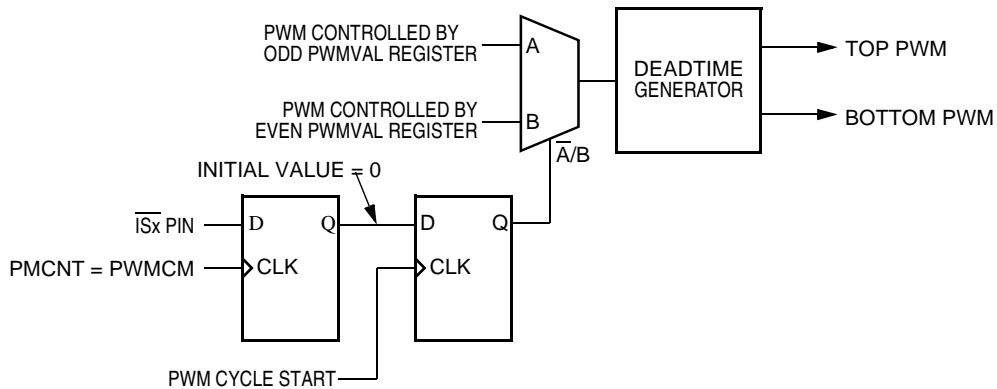 PWM CONTROLLED BY
ODD PWMVAL REGISTER
A
DEADTIME
GENERATOR
TOP PWM
PWM CONTROLLED BY
EVEN PWMVAL REGISTER
B
BOTTOM PWM
A̅/B
INITIAL VALUE = 0
I̅S̅x̅ PIN
D
Q
D
Q
PMCNT = PWMCM
CLK
CLK
PWM CYCLE START